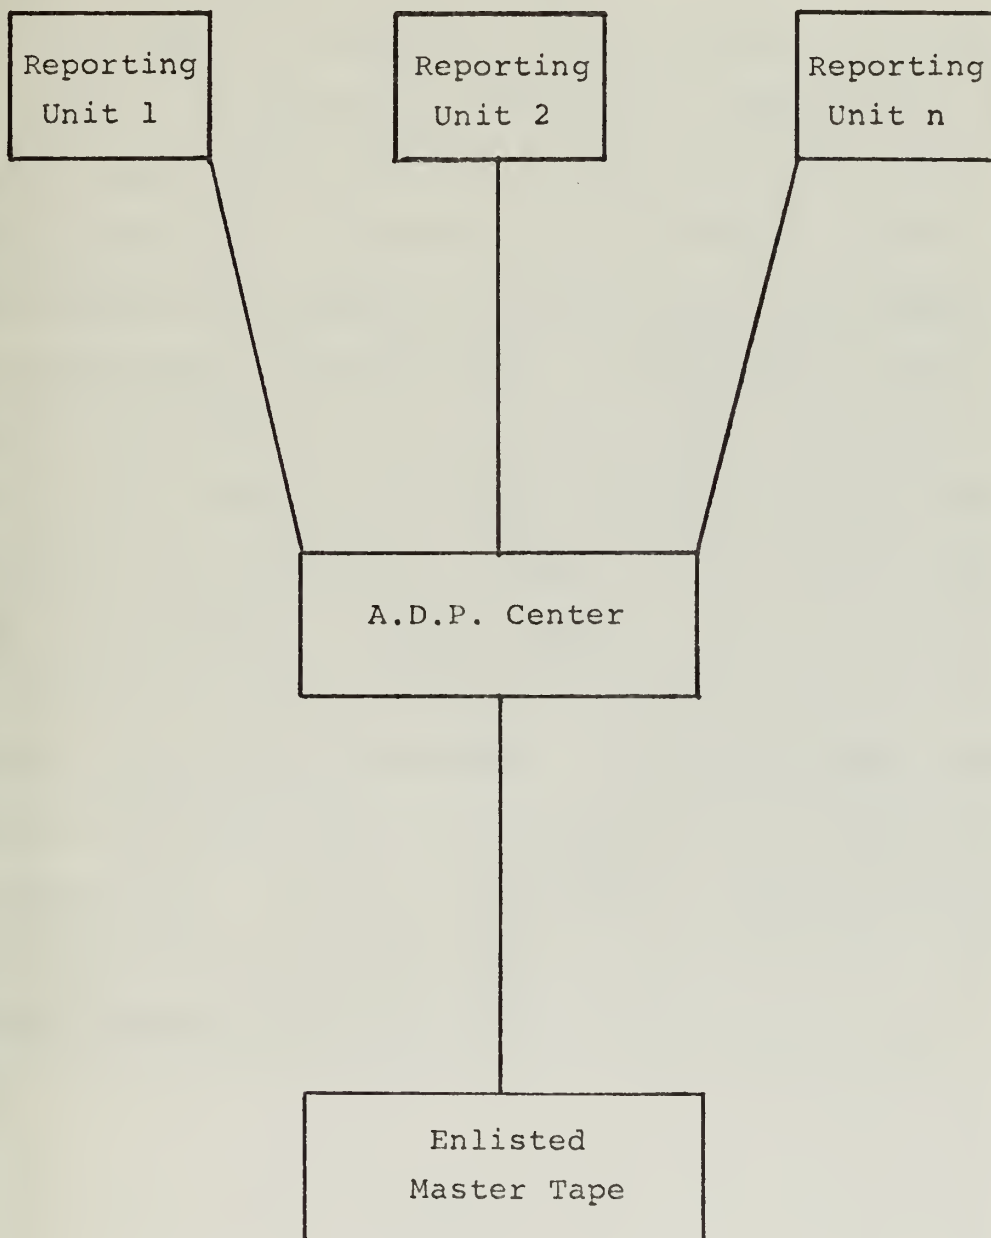 Reporting
Unit 1
Reporting
Unit 2
Reporting
Unit n
A.D.P. Center
Enlisted
Master Tape